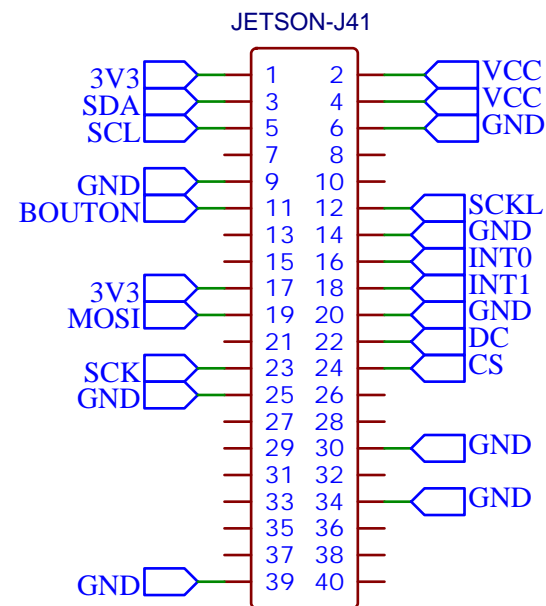 JETSON-J41
3V3 1 2 VCC
SDA 3 4 VCC
SCL 5 6 GND
7 8
GND 9 10
BOUTON 11 12 SCKL
13 14 GND
15 16 INT0
3V3 17 18 INT1
MOSI 19 20 GND
21 22 DC
SCK 23 24 CS
GND 25 26
27 28
29 30 GND
31 32
33 34 GND
35 36
37 38
GND 39 40